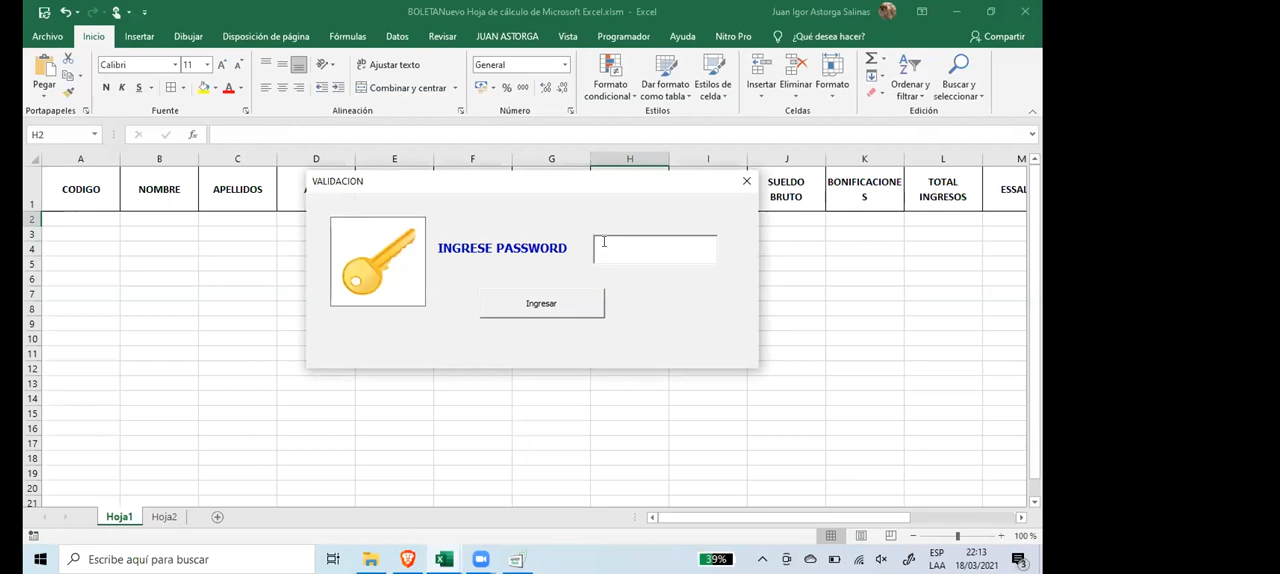 BOLETANuevo Hoja de cálculo de Microsoft Excel.xlsm - Excel
Juan Igor Astorga Salinas
Archivo Inicio Insertar Dibujar Disposición de página Fórmulas Datos Revisar JUAN ASTORGA Vista Programador Ayuda Nitro Pro ¿Qué desea hacer? Compartir
Pegar
Calibri 11
N K S
Ajustar texto
Combinar y centrar
General
% 000
Formato condicional
Dar formato como tabla
Estilos de celda
Insertar
Eliminar
Formato
Ordenar y filtrar
Buscar y seleccionar
Portapapeles Fuente Alineación Número Estilos Celdas Edición
H2
fx
A B C D E F G H I J K L M
1 CODIGO NOMBRE APELLIDOS
SUELDO BRUTO
BONIFICACIONES
TOTAL INGRESOS
ESSAL
VALIDACION
INGRESE PASSWORD
Ingresar
2
3
4
5
6
7
8
9
10
11
12
13
14
15
16
17
18
19
20
21
Hoja1 Hoja2
100 %
Escribe aquí para buscar
39%
ESP
LAA
22:13
18/03/2021
3